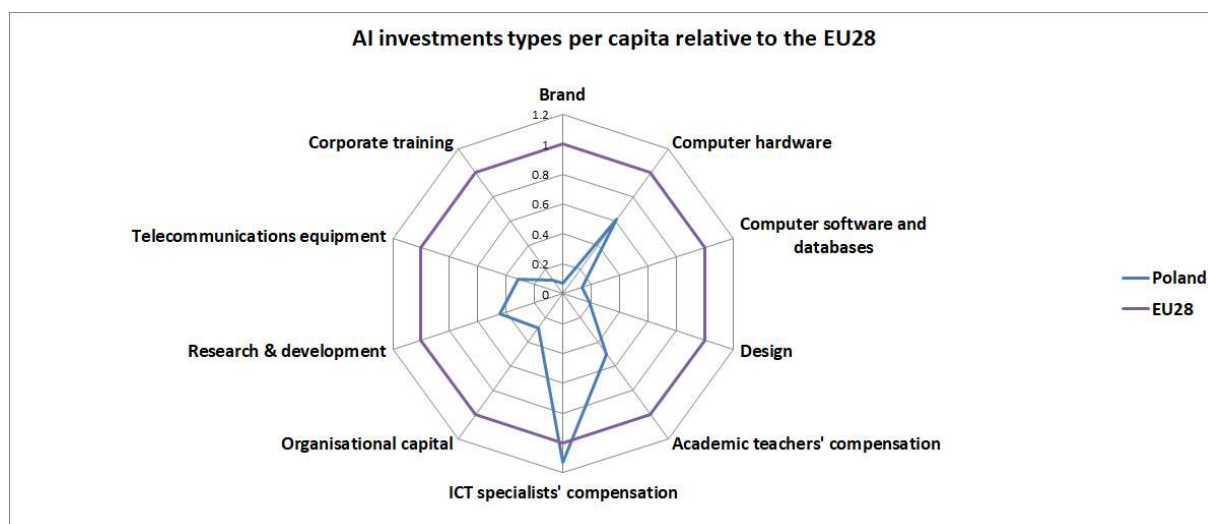 AI investments types per capita relative to the EU28
Brand
1.2
1
0.8
0.6
0.4
0.2
0
Corporate training
Computer hardware
Telecommunications equipment
Computer software and
databases
Poland
EU28
Research & development
Design
Organisational capital
Academic teachers' compensation
ICT specialists' compensation